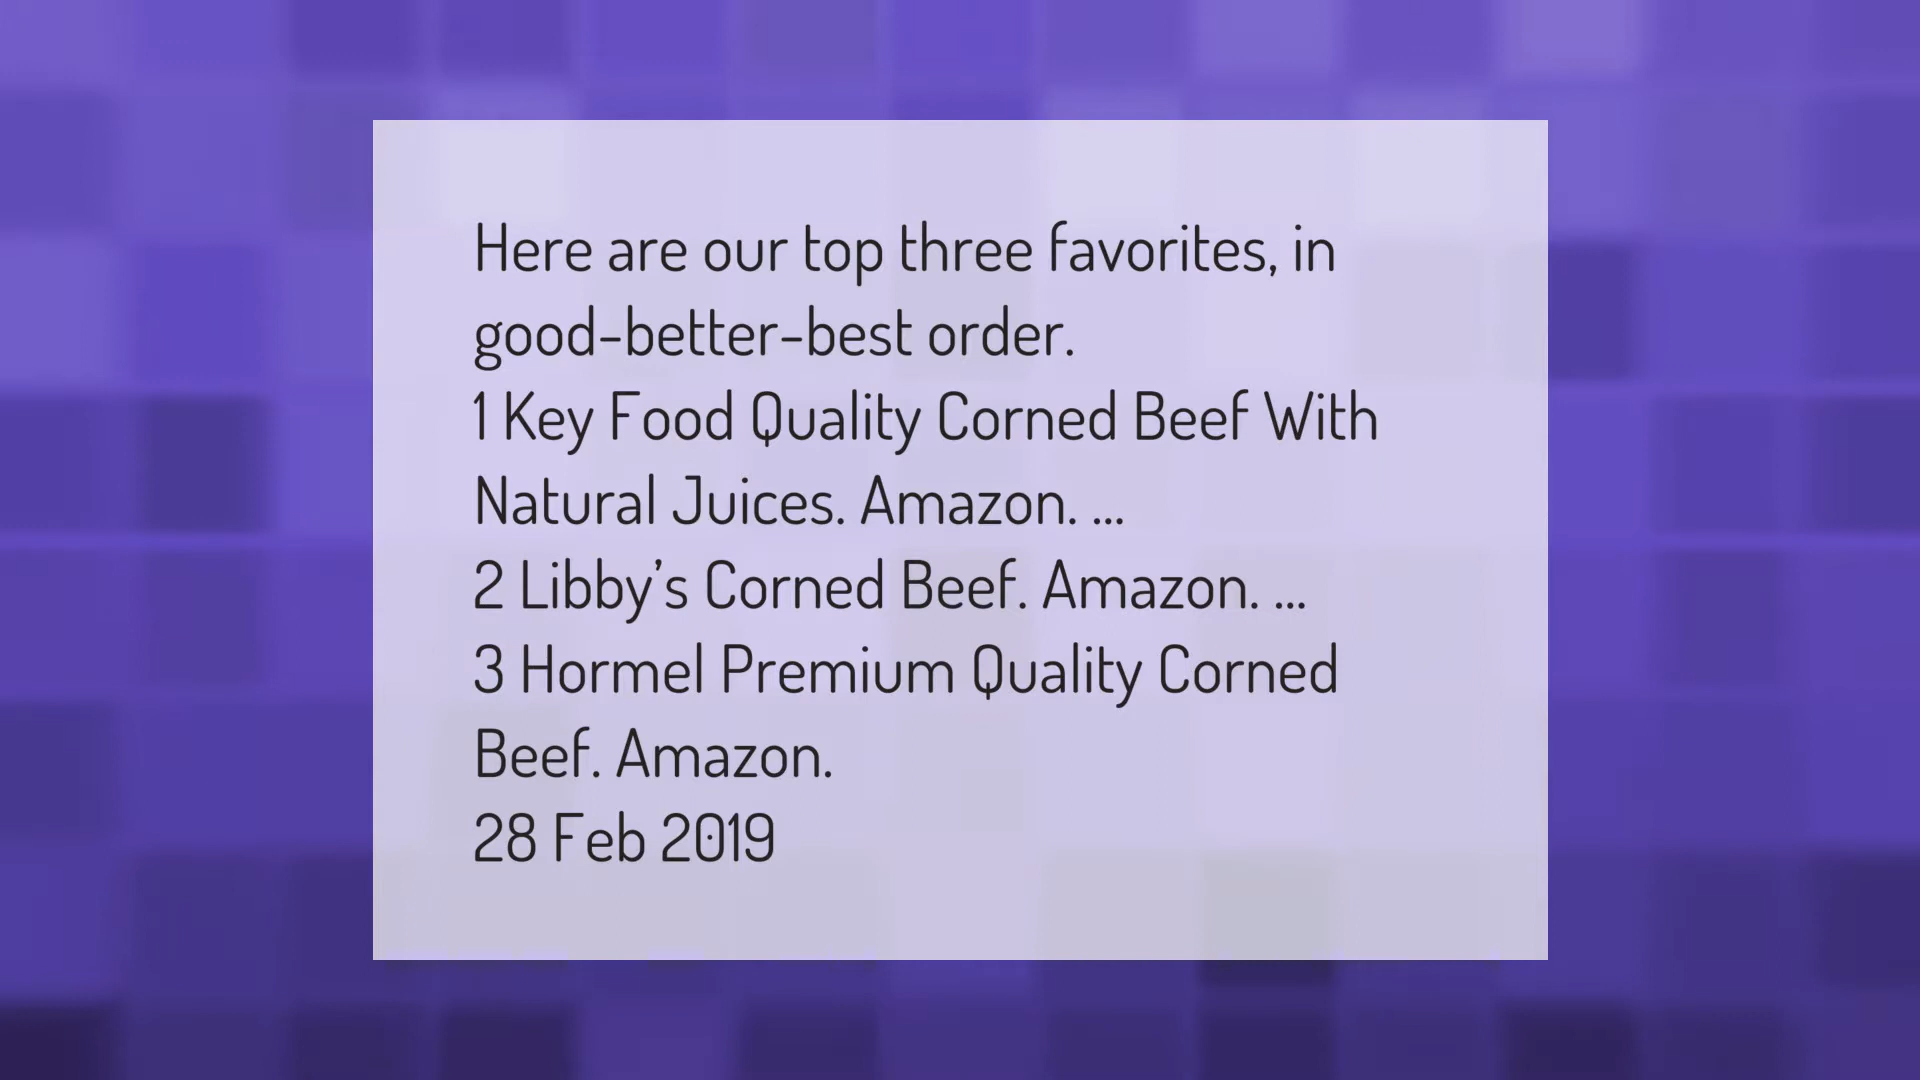 Here are our top three favorites, in
good-better-best order.
1 Key Food Quality Corned Beef With
Natural Juices. Amazon. ...
2 Libby's Corned Beef. Amazon. ...
3 Hormel Premium Quality Corned
Beef. Amazon.
28 Feb 2019